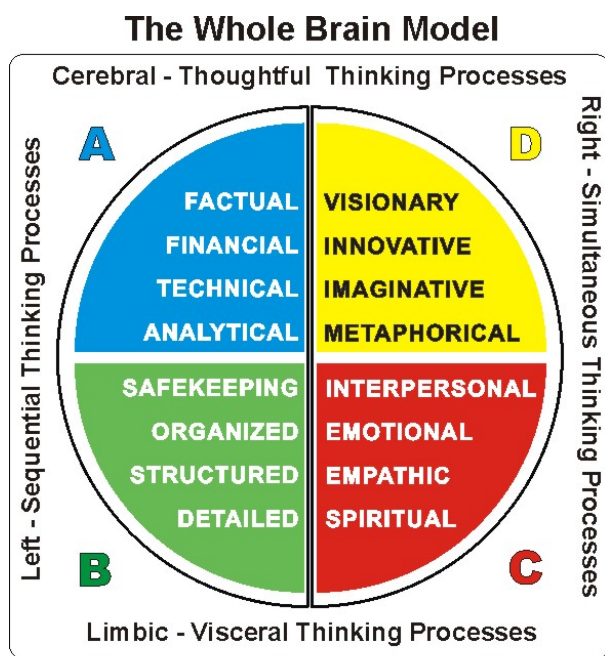 The Whole Brain Model
Cerebral - Thoughtful Thinking Processes
Left - Sequential Thinking Processes
A
FACTUAL
FINANCIAL
TECHNICAL
ANALYTICAL
D
VISIONARY
INNOVATIVE
IMAGINATIVE
METAPHORICAL
B
SAFEKEEPING
ORGANIZED
STRUCTURED
DETAILED
C
INTERPERSONAL
EMOTIONAL
EMPATHIC
SPIRITUAL
Right - Simultaneous Thinking Processes
Limbic - Visceral Thinking Processes